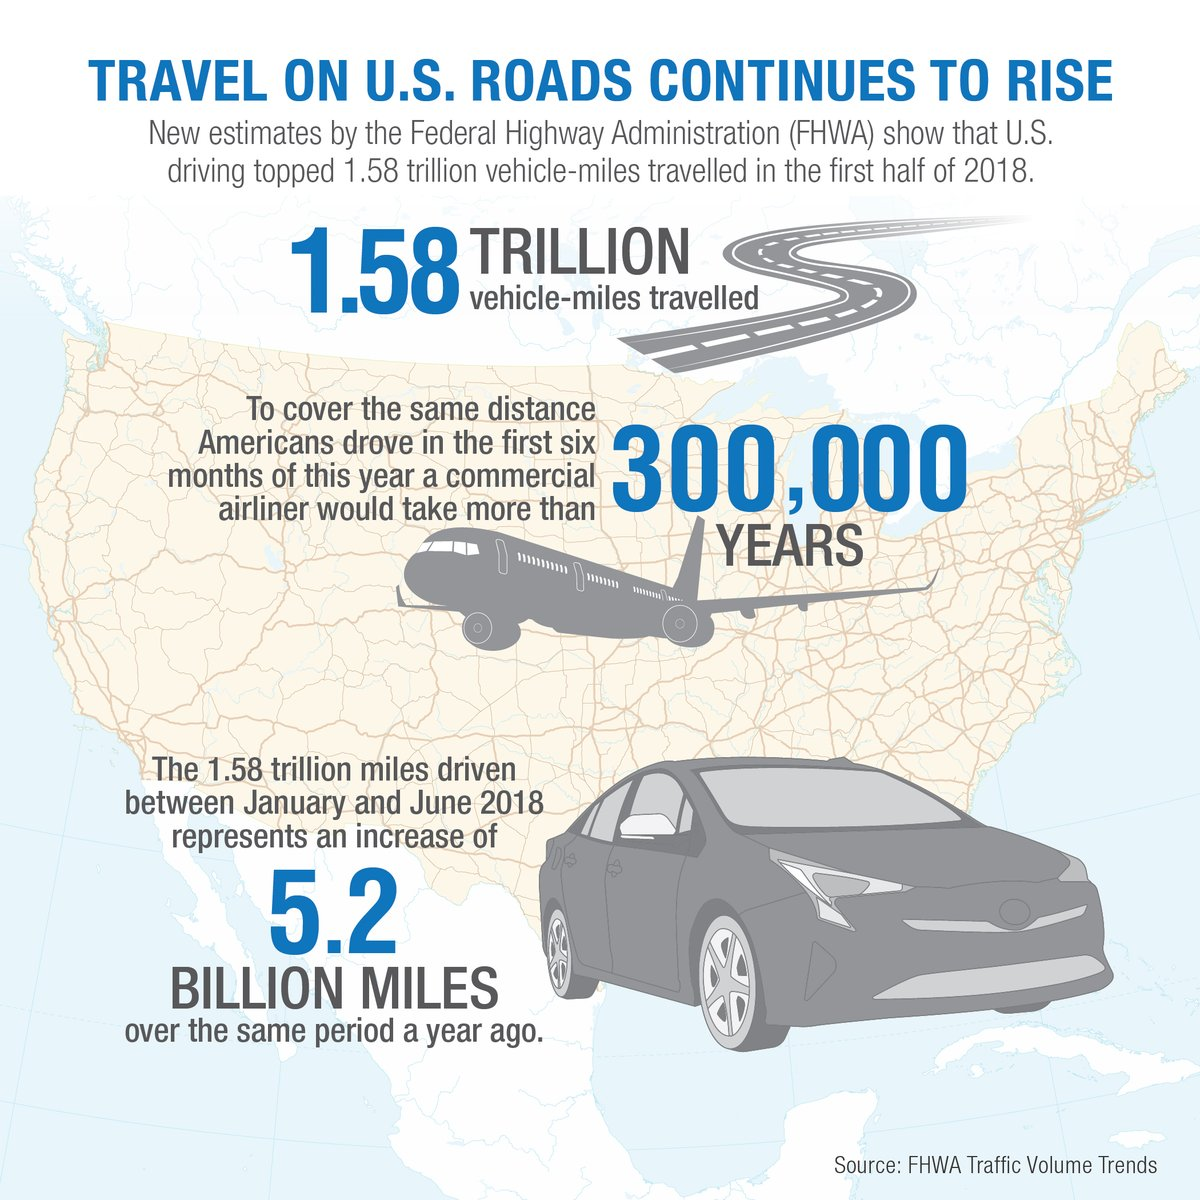 TRAVEL ON U.S. ROADS CONTINUES TO RISE
New estimates by the Federal Highway Administration (FHWA) show that U.S.
driving topped 1.58 trillion vehicle-miles travelled in the first half of 2018.
1.58 TRILLION
vehicle-miles travelled
To cover the same distance
Americans drove in the first six
months of this year a commercial
airliner would take more than
300,000
YEARS
The 1.58 trillion miles driven
between January and June 2018
represents an increase of
5.2
BILLION MILES
over the same period a year ago.
Source: FHWA Traffic Volume Trends